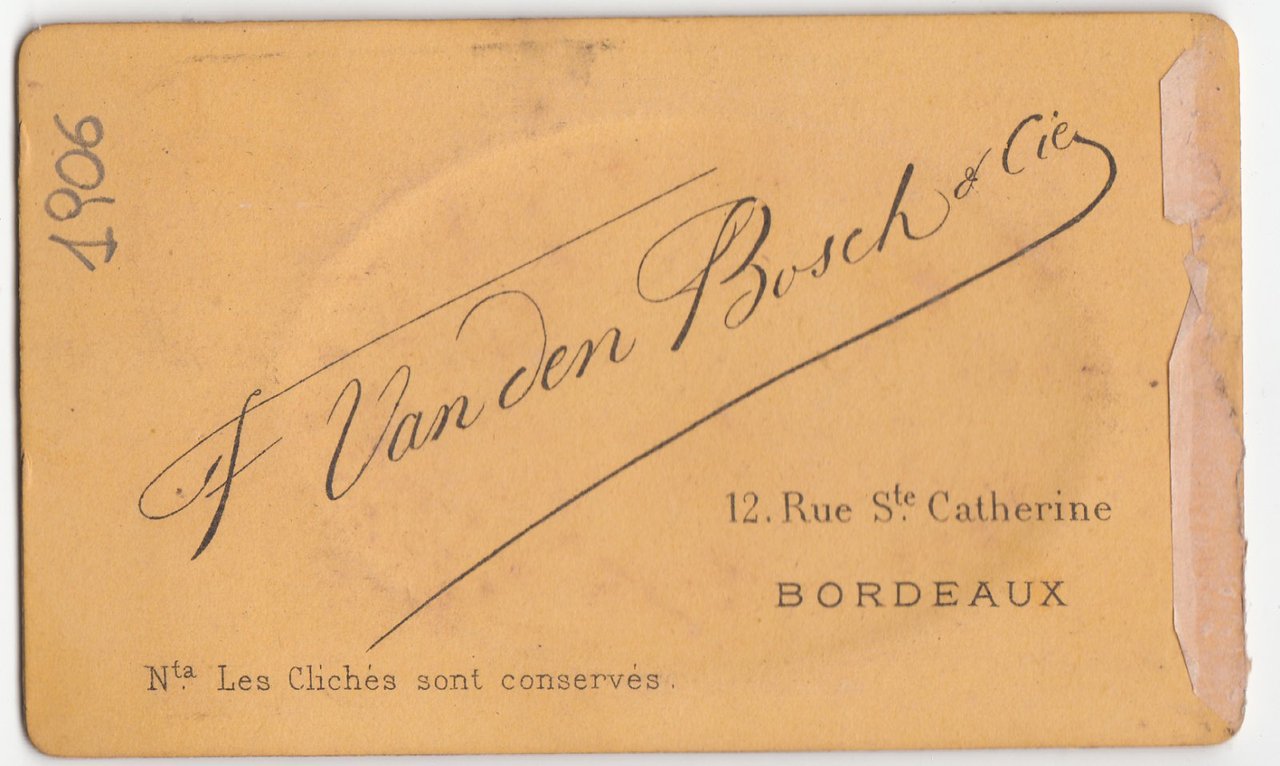 1906
F Van den Bosch & Cie
12. Rue Ste. Catherine
BORDEAUX
Nta. Les Clichés sont conservés.